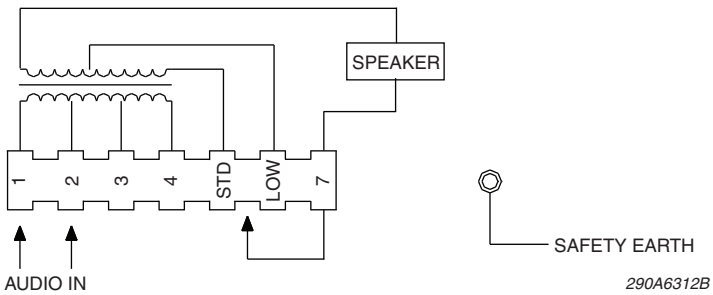 SPEAKER
1 2 3 4 STD LOW 7
SAFETY EARTH
AUDIO IN
290A6312B